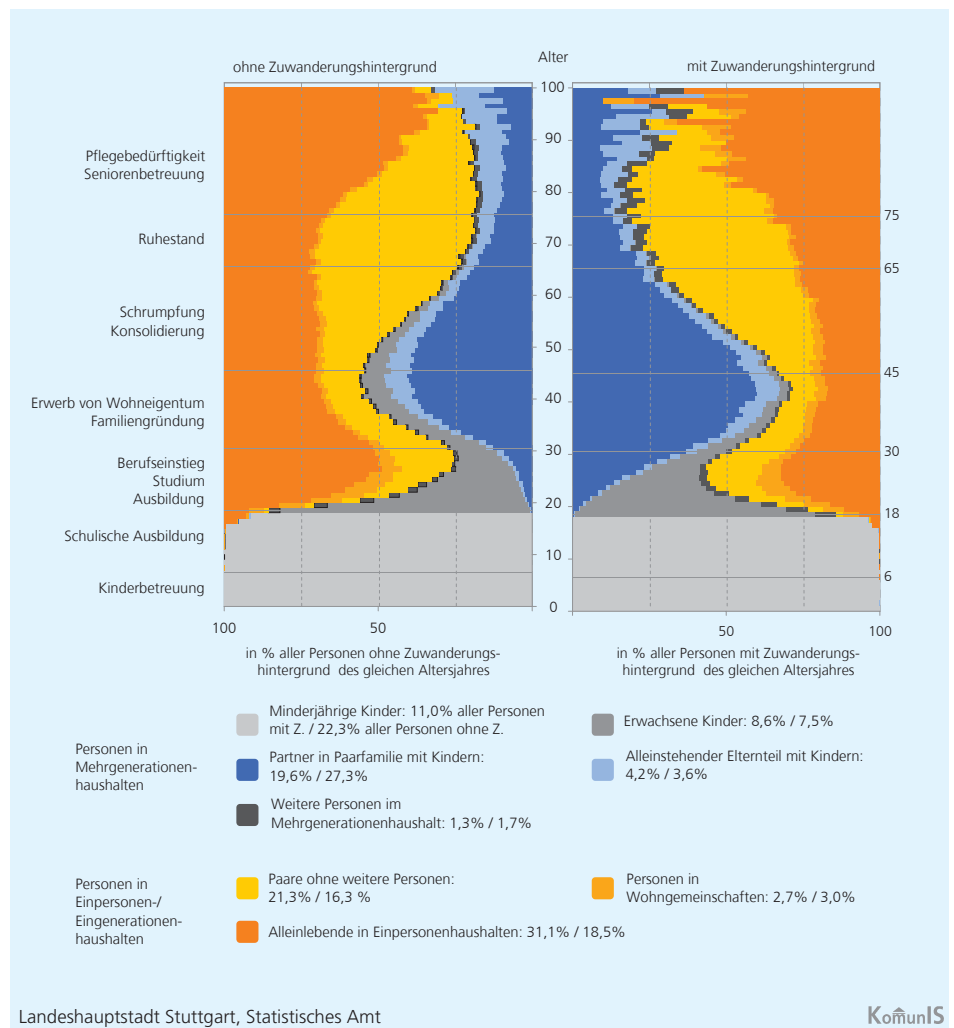 ohne Zuwanderungshintergrund
Alter
mit Zuwanderungshintergrund
100
90
80
70
60
50
40
30
20
10
0
75
65
45
30
18
6
Pflegebedürftigkeit
Seniorenbetreuung
Ruhestand
Schrumpfung
Konsolidierung
Erwerb von Wohneigentum
Familiengründung
Berufseinstieg
Studium
Ausbildung
Schulische Ausbildung
Kinderbetreuung
100
50
50
100
in % aller Personen ohne Zuwanderungs-
hintergrund des gleichen Altersjahres
in % aller Personen mit Zuwanderungs-
hintergrund des gleichen Altersjahres
Personen in
Mehrgenerationen-
haushalten
Minderjährige Kinder: 11,0% aller Personen
mit Z. / 22,3% aller Personen ohne Z.
Erwachsene Kinder: 8,6% / 7,5%
Partner in Paarfamilie mit Kindern:
19,6% / 27,3%
Alleinstehender Elternteil mit Kindern:
4,2% / 3,6%
Weitere Personen im
Mehrgenerationenhaushalt: 1,3% / 1,7%
Personen in
Einpersonen-/
Eingenerationen-
haushalten
Paare ohne weitere Personen:
21,3% / 16,3 %
Personen in
Wohngemeinschaften: 2,7% / 3,0%
Alleinlebende in Einpersonenhaushalten: 31,1% / 18,5%
Landeshauptstadt Stuttgart, Statistisches Amt
KomunIS